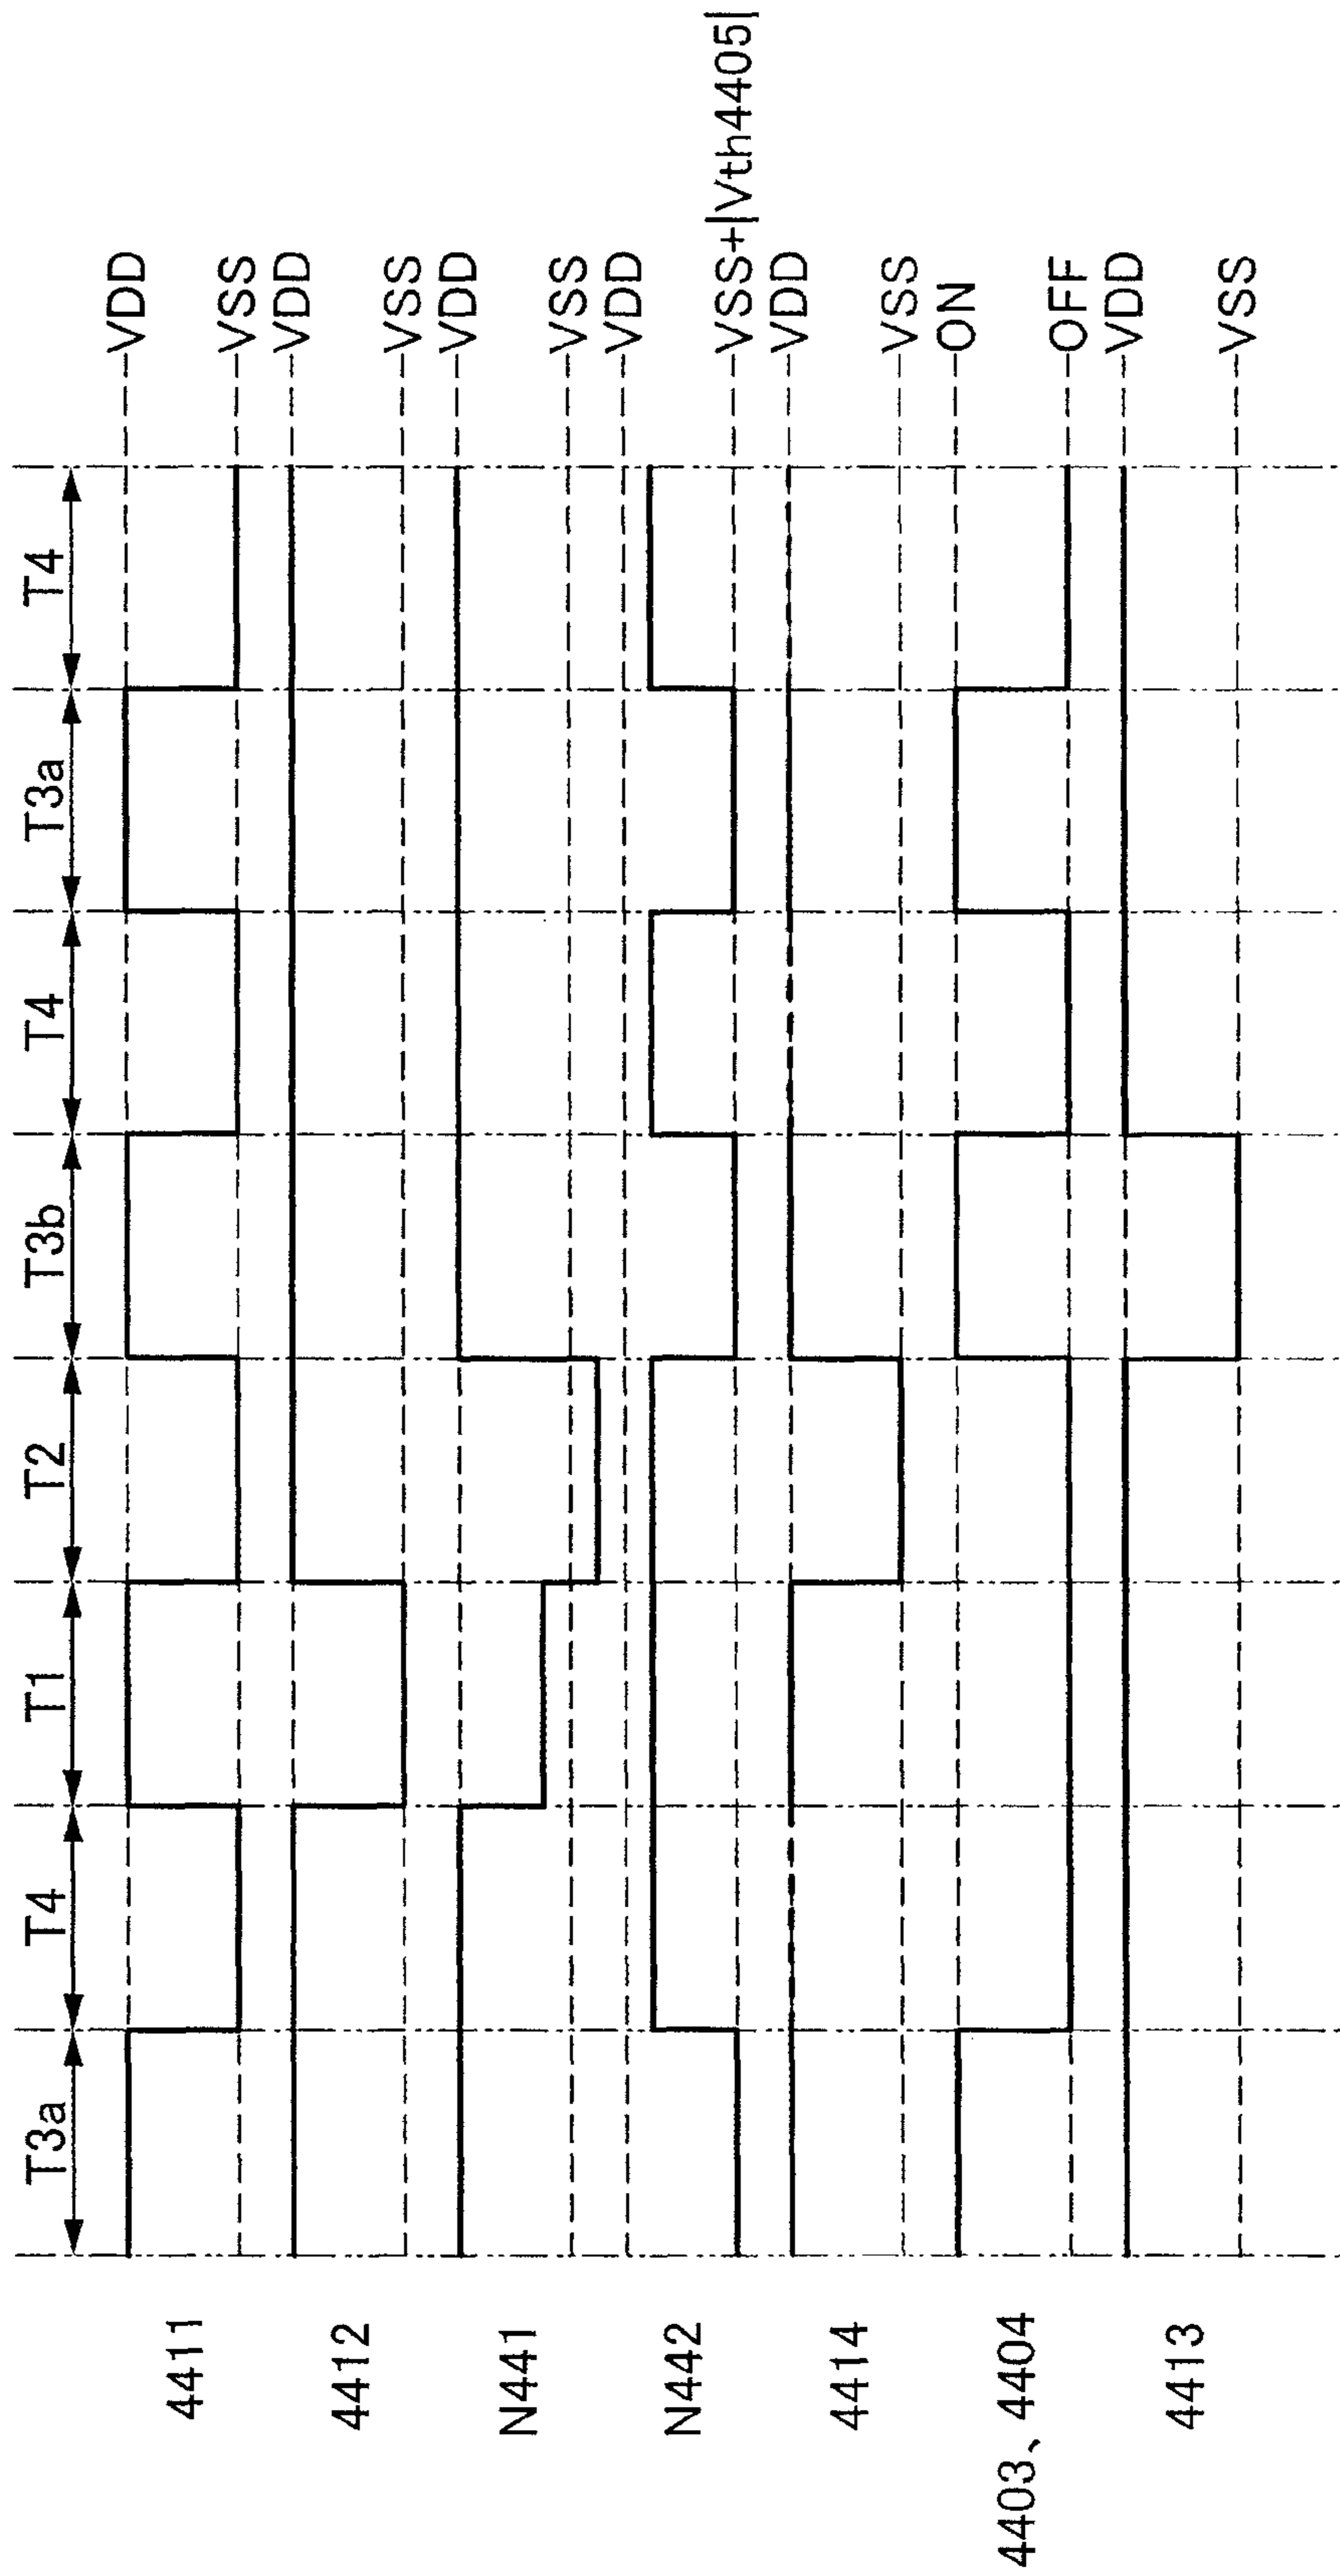 T3a T4 T1 T2 T3b T4 T3a T4
4411
VDD
VSS
4412
VDD
VSS
N441
VDD
VSS
N442
VDD
VSS+|Vth4405|
4414
VDD
VSS
4403、4404
ON
OFF
4413
VDD
VSS